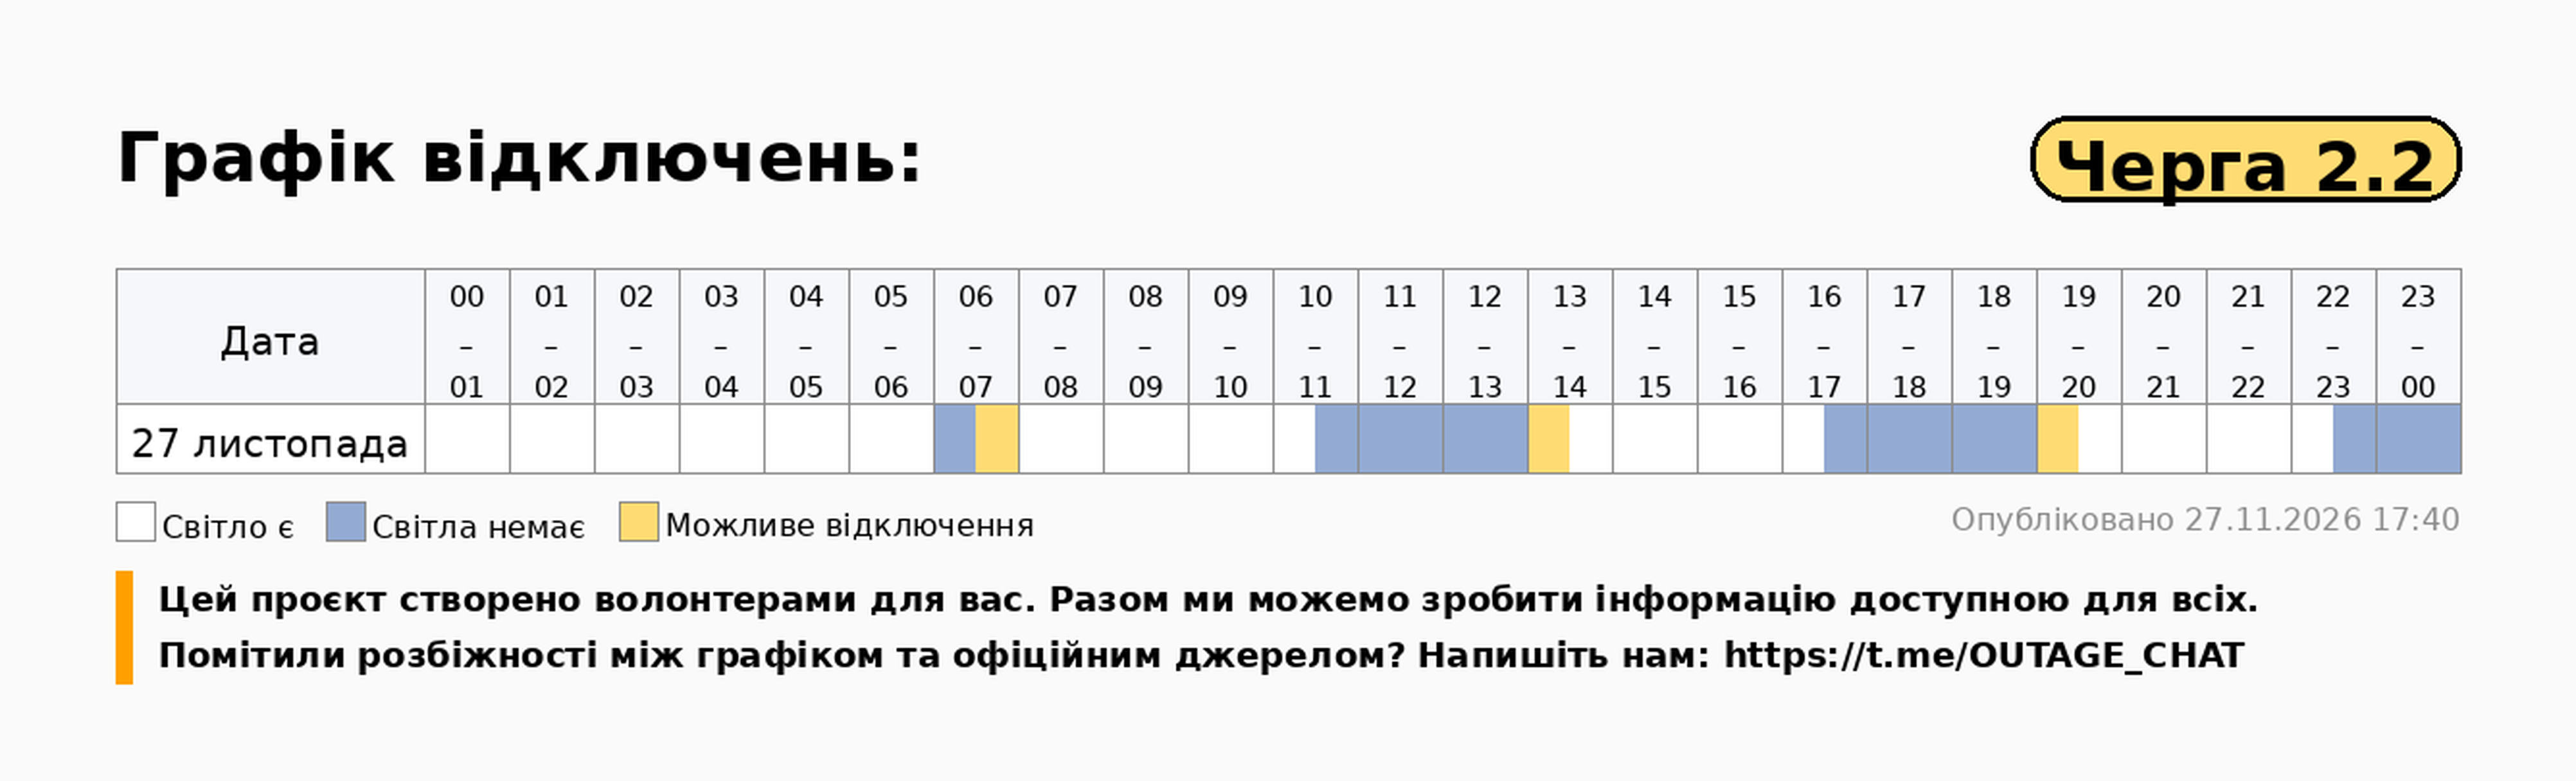 Графік відключень:
Черга 2.2
Дата
00 – 01
01 – 02
02 – 03
03 – 04
04 – 05
05 – 06
06 – 07
07 – 08
08 – 09
09 – 10
10 – 11
11 – 12
12 – 13
13 – 14
14 – 15
15 – 16
16 – 17
17 – 18
18 – 19
19 – 20
20 – 21
21 – 22
22 – 23
23 – 00
27 листопада
Світло є
Світла немає
Можливе відключення
Опубліковано 27.11.2026 17:40
Цей проєкт створено волонтерами для вас. Разом ми можемо зробити інформацію доступною для всіх.
Помітили розбіжності між графіком та офіційним джерелом? Напишіть нам: https://t.me/OUTAGE_CHAT